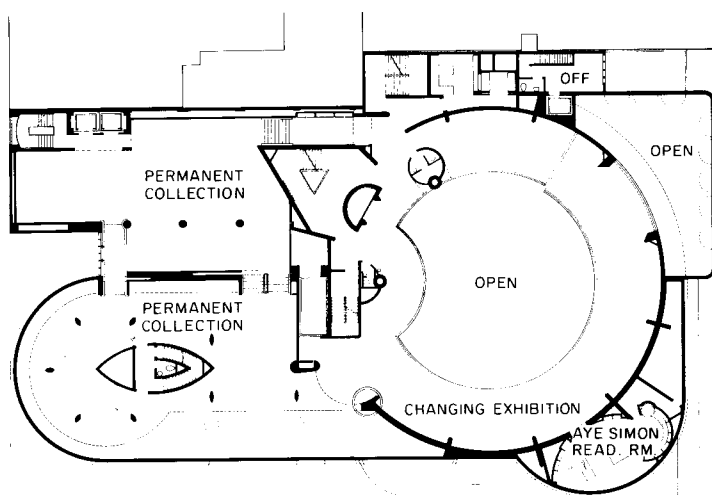 OFF
OPEN
PERMANENT
COLLECTION
OPEN
PERMANENT
COLLECTION
CHANGING EXHIBITION
AYE SIMON
READ. RM.